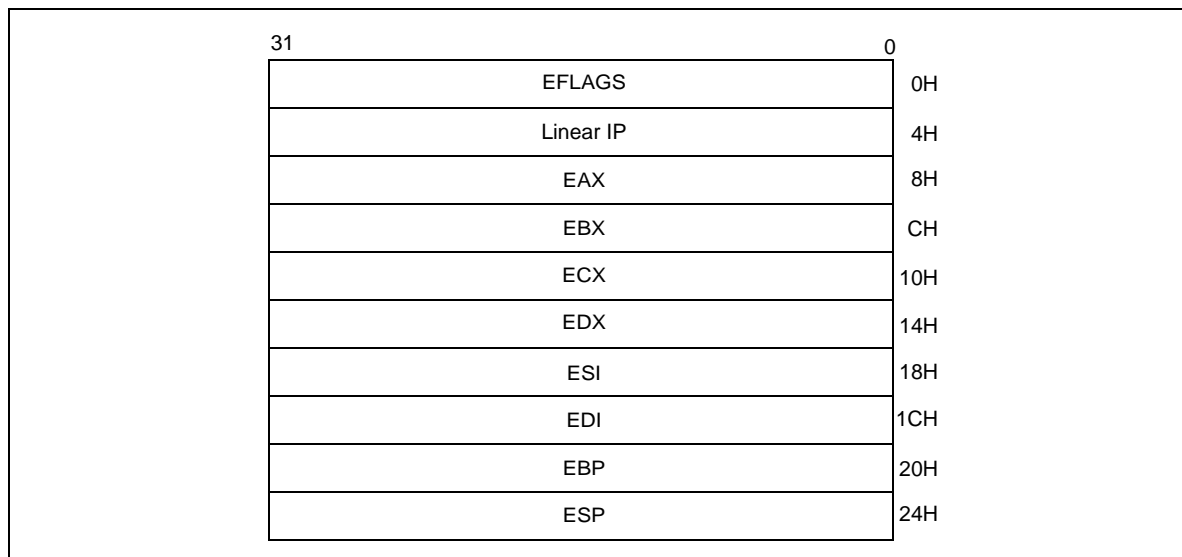 31 0
EFLAGS 0H
Linear IP 4H
EAX 8H
EBX CH
ECX 10H
EDX 14H
ESI 18H
EDI 1CH
EBP 20H
ESP 24H